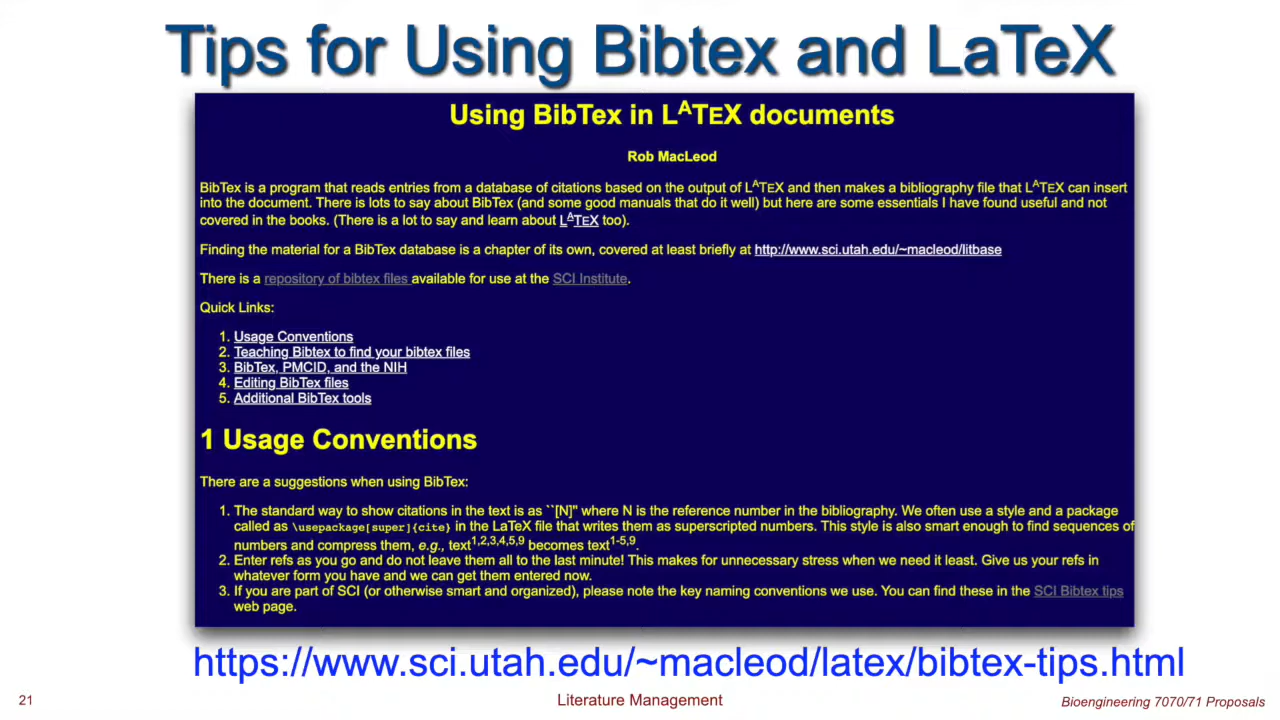 Tips for Using Bibtex and LaTeX
Using BibTex in LATEX documents
Rob MacLeod
BibTex is a program that reads entries from a database of citations based on the output of LATEX and then makes a bibliography file that LATEX can insert
into the document. There is lots to say about BibTex (and some good manuals that do it well) but here are some essentials I have found useful and not
covered in the books. (There is a lot to say and learn about LATEX too).
Finding the material for a BibTex database is a chapter of its own, covered at least briefly at http://www.sci.utah.edu/~macleod/litbase
There is a repository of bibtex files available for use at the SCI Institute.
Quick Links:
1. Usage Conventions
2. Teaching Bibtex to find your bibtex files
3. BibTex, PMCID, and the NIH
4. Editing BibTex files
5. Additional BibTex tools
1 Usage Conventions
There are a suggestions when using BibTex:
1. The standard way to show citations in the text is as ``[N]'' where N is the reference number in the bibliography. We often use a style and a package
called as \usepackage[super]{cite} in the LaTeX file that writes them as superscripted numbers. This style is also smart enough to find sequences of
numbers and compress them, e.g., text1,2,3,4,5,9 becomes text1-5,9.
2. Enter refs as you go and do not leave them all to the last minute! This makes for unnecessary stress when we need it least. Give us your refs in
whatever form you have and we can get them entered now.
3. If you are part of SCI (or otherwise smart and organized), please note the key naming conventions we use. You can find these in the SCI Bibtex tips
web page.
https://www.sci.utah.edu/~macleod/latex/bibtex-tips.html
21
Literature Management
Bioengineering 7070/71 Proposals